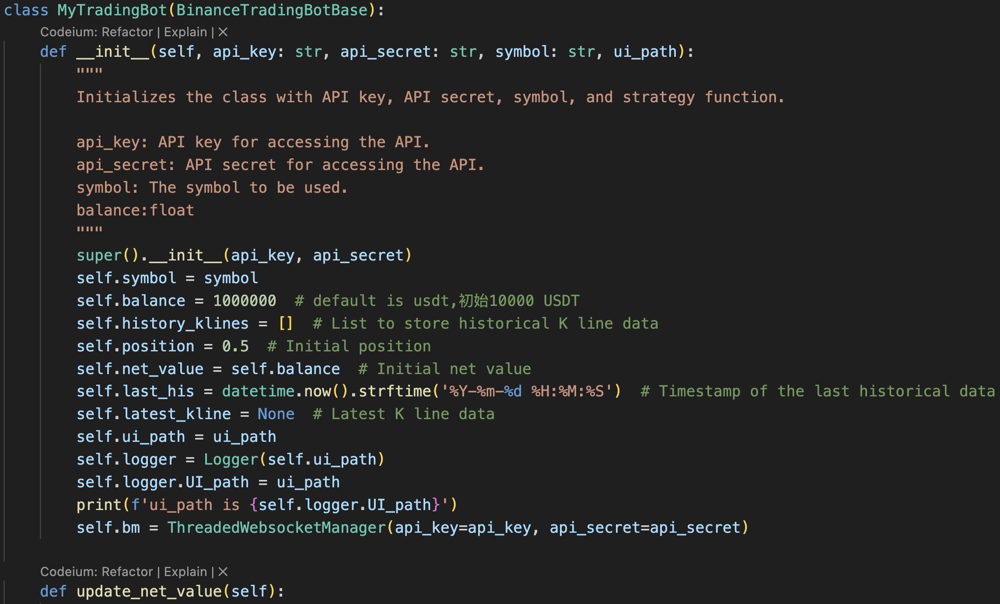 class MyTradingBot(BinanceTradingBotBase):
Codeium: Refactor | Explain | ×
def __init__(self, api_key: str, api_secret: str, symbol: str, ui_path):
"""
Initializes the class with API key, API secret, symbol, and strategy function.
api_key: API key for accessing the API.
api_secret: API secret for accessing the API.
symbol: The symbol to be used.
balance:float
"""
super().__init__(api_key, api_secret)
self.symbol = symbol
self.balance = 1000000  # default is usdt,初始10000 USDT
self.history_klines = []  # List to store historical K line data
self.position = 0.5  # Initial position
self.net_value = self.balance  # Initial net value
self.last_his = datetime.now().strftime('%Y-%m-%d %H:%M:%S')  # Timestamp of the last historical data
self.latest_kline = None  # Latest K line data
self.ui_path = ui_path
self.logger = Logger(self.ui_path)
self.logger.UI_path = ui_path
print(f'ui_path is {self.logger.UI_path}')
self.bm = ThreadedWebsocketManager(api_key=api_key, api_secret=api_secret)
Codeium: Refactor | Explain | ×
def update_net_value(self):